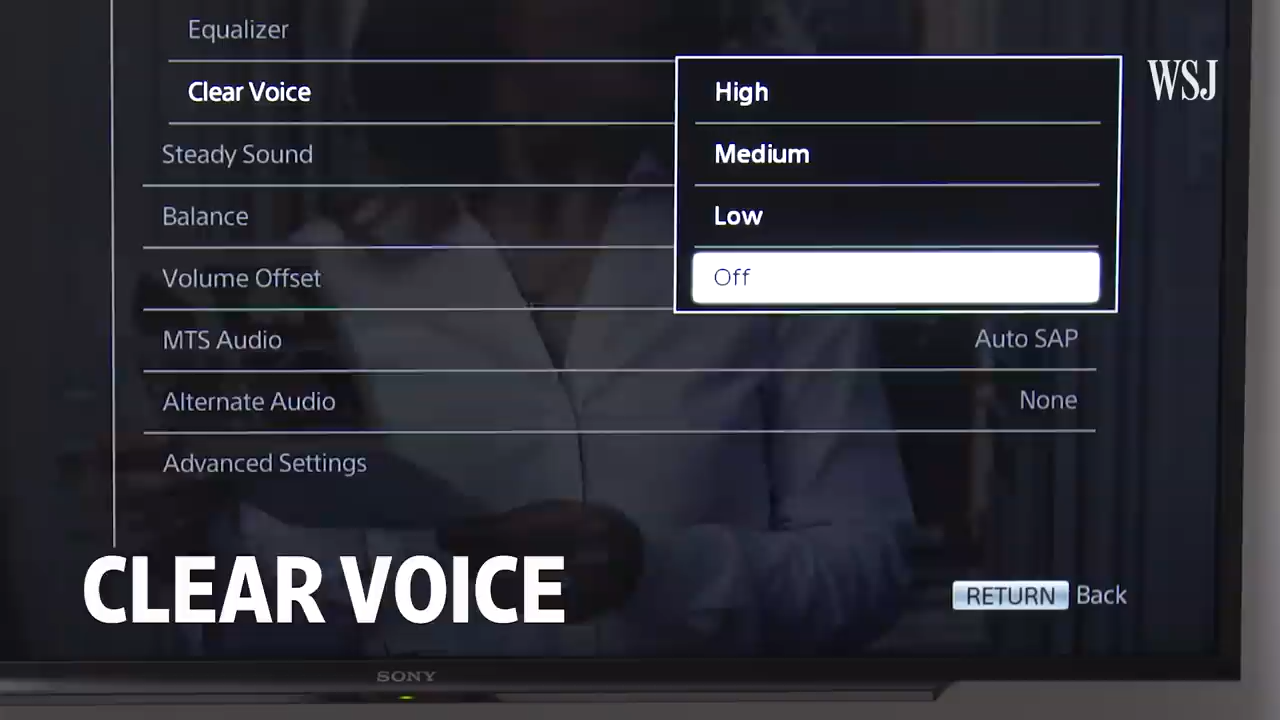 Equalizer
Clear Voice
High
WSJ
Steady Sound
Medium
Balance
Low
Volume Offset
Off
MTS Audio
Auto SAP
Alternate Audio
None
Advanced Settings
CLEAR VOICE
RETURN Back
SONY